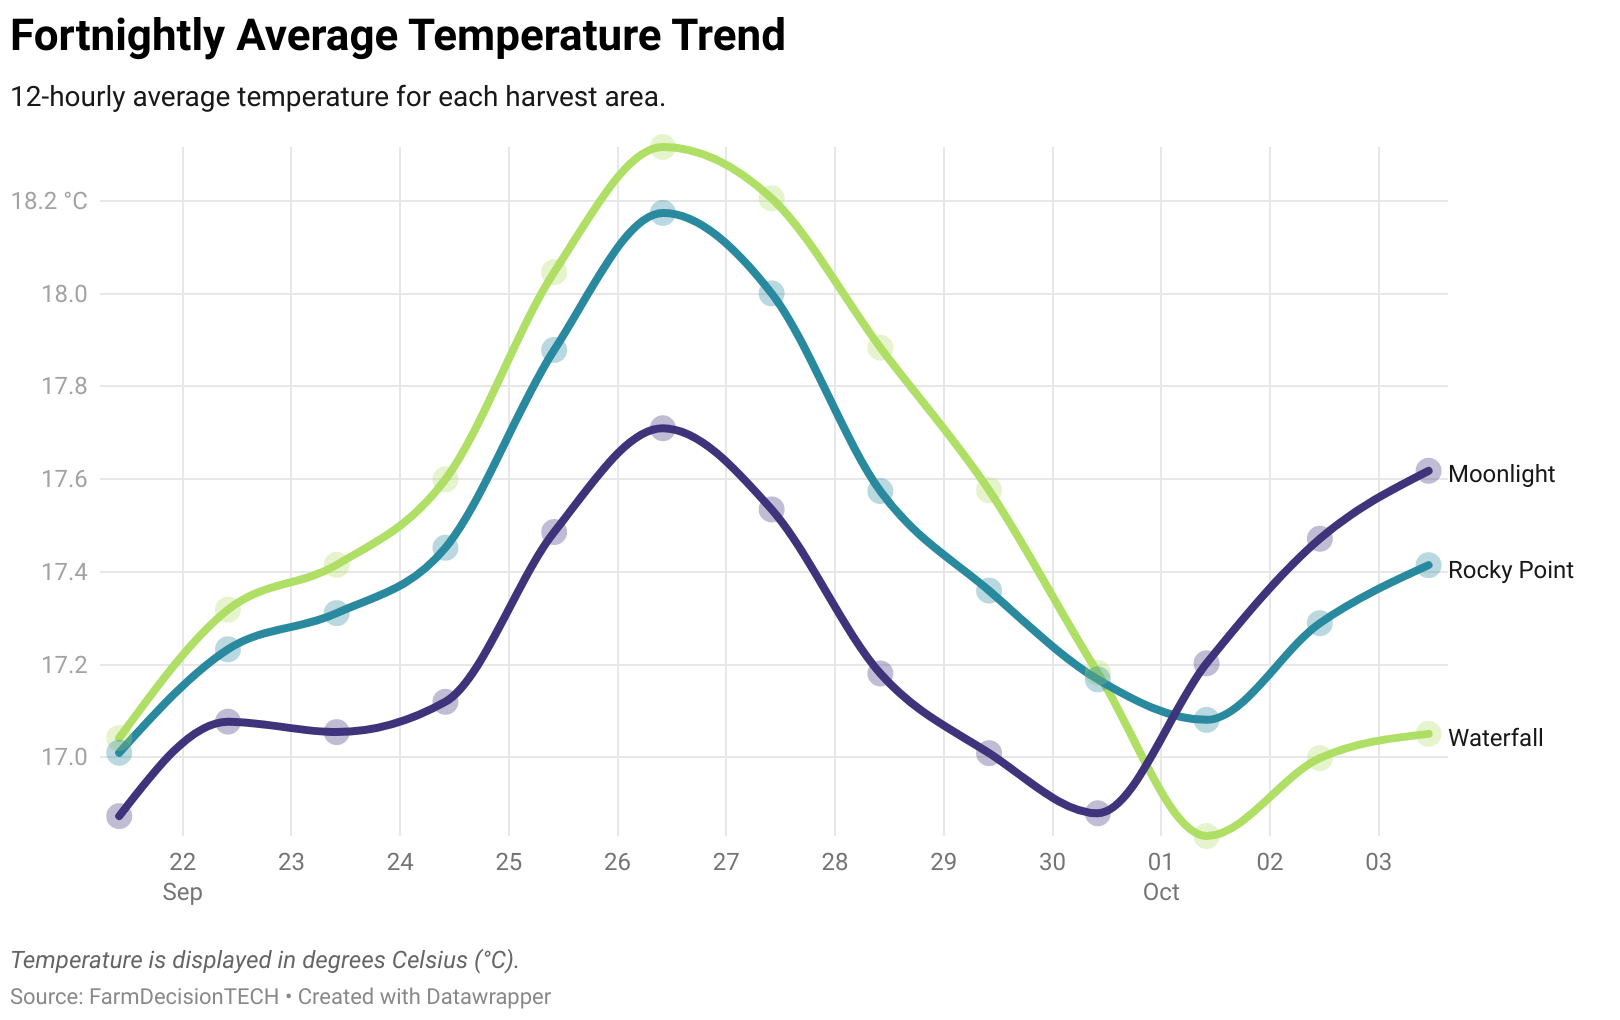 Fortnightly Average Temperature Trend
12-hourly average temperature for each harvest area.
18.2 °C
18.0
17.8
17.6
17.4
17.2
17.0
Moonlight
Rocky Point
Waterfall
22 23 24 25 26 27 28 29 30 01 02 03
Sep Oct
Temperature is displayed in degrees Celsius (°C).
Source: FarmDecisionTECH • Created with Datawrapper